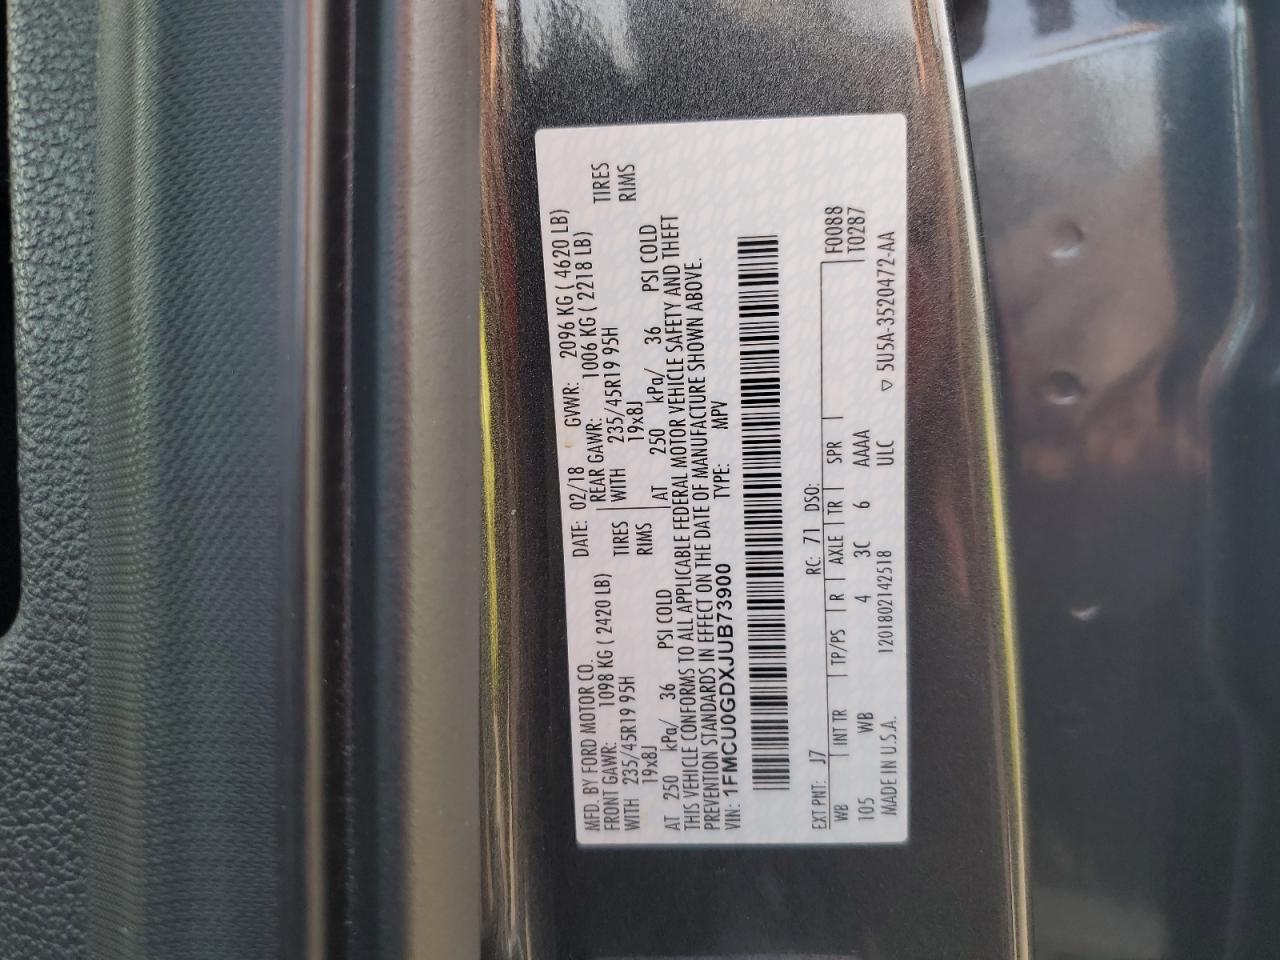 MFD. BY FORD MOTOR CO. DATE: 02/18 GVWR: 2096 KG ( 4620 LB)
FRONT GAWR: 1098 KG ( 2420 LB) REAR GAWR: 1006 KG ( 2218 LB)
WITH 235/45R19 95H TIRES WITH 235/45R19 95H TIRES
19x8J RIMS 19x8J RIMS
AT 250 kPa/ 36 PSI COLD AT 250 kPa/ 36 PSI COLD
THIS VEHICLE CONFORMS TO ALL APPLICABLE FEDERAL MOTOR VEHICLE SAFETY AND THEFT
PREVENTION STANDARDS IN EFFECT ON THE DATE OF MANUFACTURE SHOWN ABOVE.
VIN: 1FMCU0GDXJUB73900 TYPE: MPV
EXT PNT: J7 RC: 71 DSO: F0088
WB INT TR TP/PS R AXLE TR SPR T0287
105 WB 4 3C 6 AAAA
MADE IN U.S.A. 1201802142518 ULC ▽ 5U5A-3520472-AA